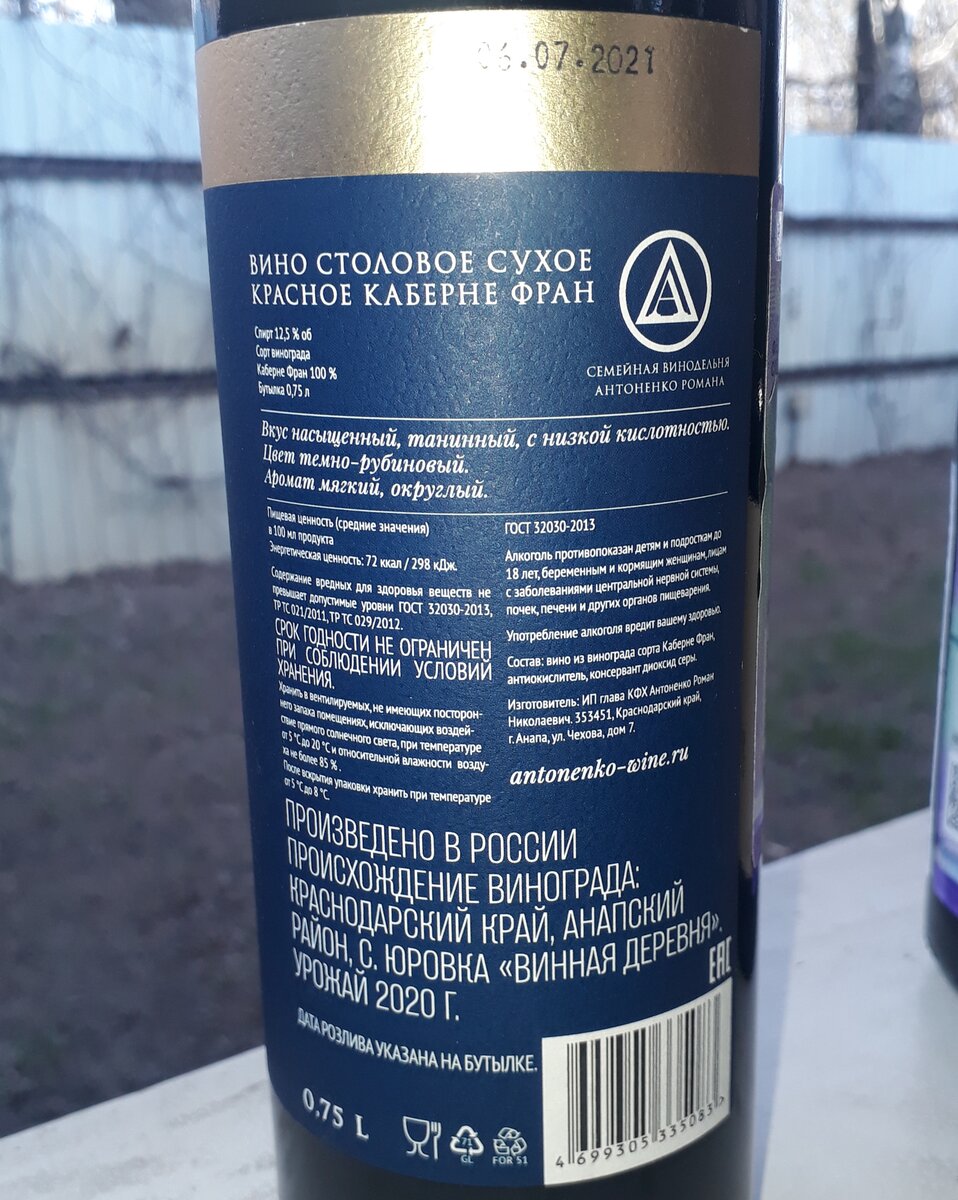 06.07.2021
ВИНО СТОЛОВОЕ СУХОЕ
КРАСНОЕ КАБЕРНЕ ФРАН
Спирт 12,5 % об
Сорт винограда
Каберне Фран 100 %
Бутылка 0,75 л
СЕМЕЙНАЯ ВИНОДЕЛЬНЯ
АНТОНЕНКО РОМАНА
Вкус насыщенный, танинный, с низкой кислотностью.
Цвет темно-рубиновый.
Аромат мягкий, округлый.
Пищевая ценность (средние значения)
в 100 мл продукта
Энергетическая ценность: 72 ккал / 298 кДж.
Содержание вредных для здоровья веществ не
превышает допустимые уровни ГОСТ 32030-2013,
ТР ТС 021/2011, ТР ТС 029/2012.
СРОК ГОДНОСТИ НЕ ОГРАНИЧЕН
ПРИ СОБЛЮДЕНИИ УСЛОВИЙ
ХРАНЕНИЯ.
Хранить в вентилируемых, не имеющих посторон-
него запаха помещениях, исключающих воздей-
ствие прямого солнечного света, при температуре
от 5 °С до 20 °С и относительной влажности возду-
ха не более 85 % .
После вскрытия упаковки хранить при температуре
от 5 °С до 8 °С.
ГОСТ 32030-2013
Алкоголь противопоказан детям и подросткам до
18 лет, беременным и кормящим женщинам, лицам
с заболеваниями центральной нервной системы,
почек, печени и других органов пищеварения.
Употребление алкоголя вредит вашему здоровью.
Состав: вино из винограда сорта Каберне Фран,
антиокислитель, консервант диоксид серы.
Изготовитель: ИП глава КФХ Антоненко Роман
Николаевич. 353451, Краснодарский край,
г. Анапа, ул. Чехова, дом 7.
antonenko-wine.ru
ПРОИЗВЕДЕНО В РОССИИ
ПРОИСХОЖДЕНИЕ ВИНОГРАДА:
КРАСНОДАРСКИЙ КРАЙ, АНАПСКИЙ
РАЙОН, С. ЮРОВКА «ВИННАЯ ДЕРЕВНЯ».
УРОЖАЙ 2020 Г.
EAC
ДАТА РОЗЛИВА УКАЗАНА НА БУТЫЛКЕ.
0,75 L
71
GL
FOR 51
4 699305 335083 >